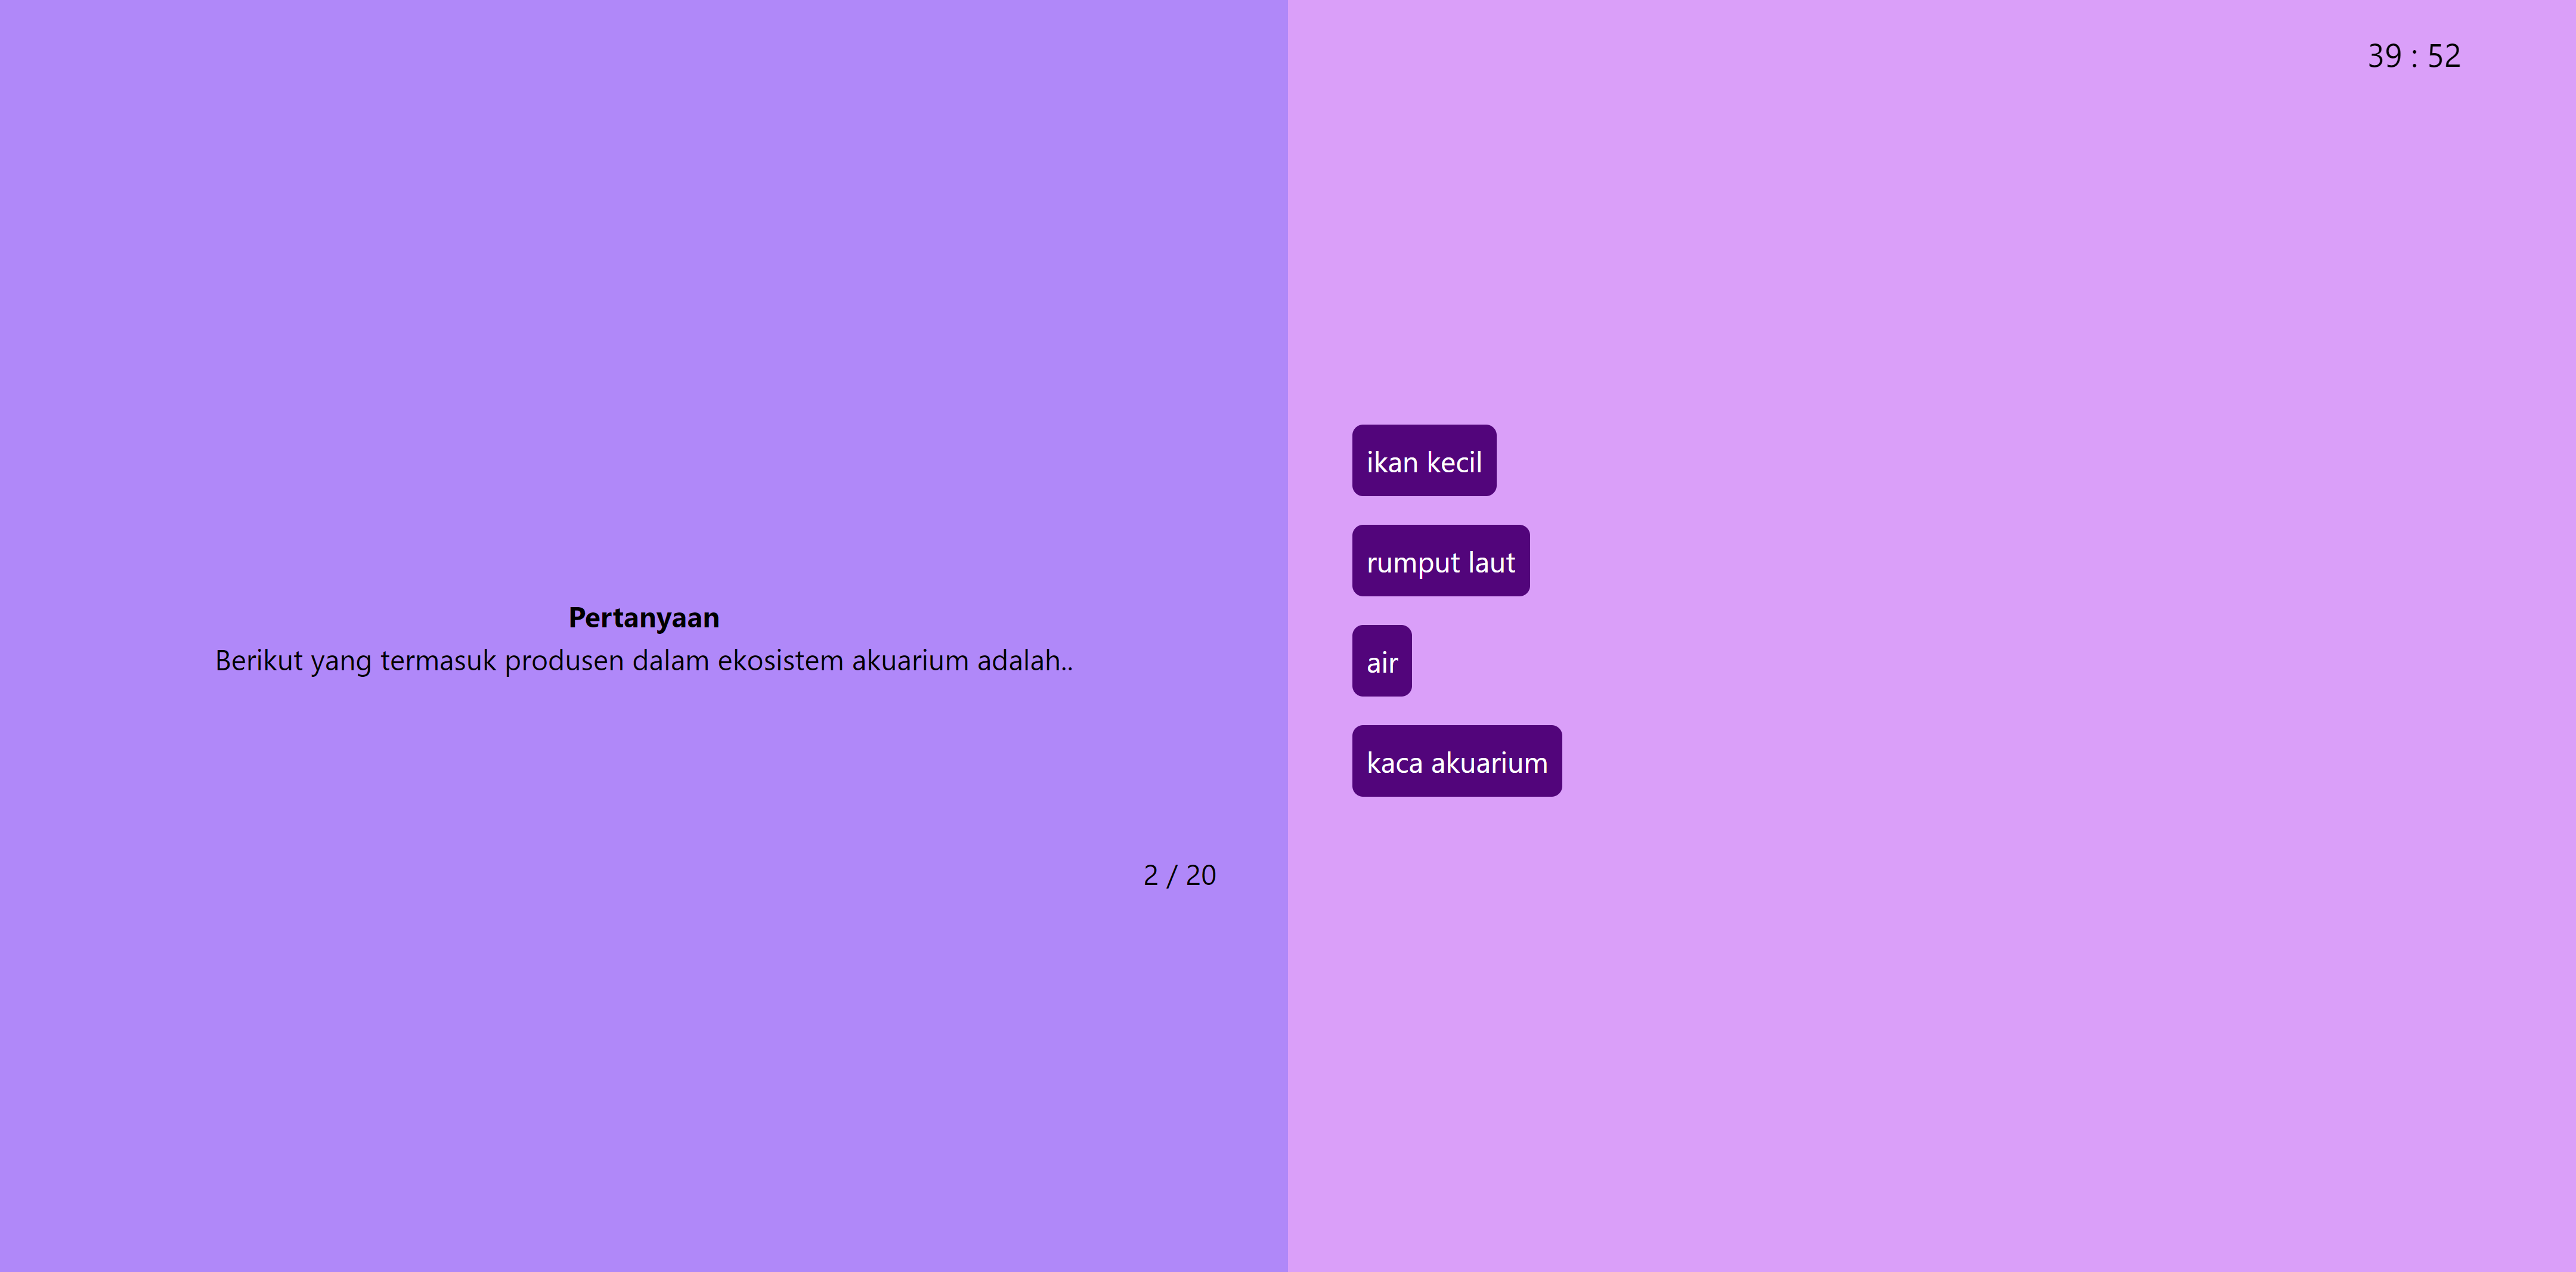 Pertanyaan
Berikut yang termasuk produsen dalam ekosistem akuarium adalah..
2 / 20
39 : 52
ikan kecil
rumput laut
air
kaca akuarium